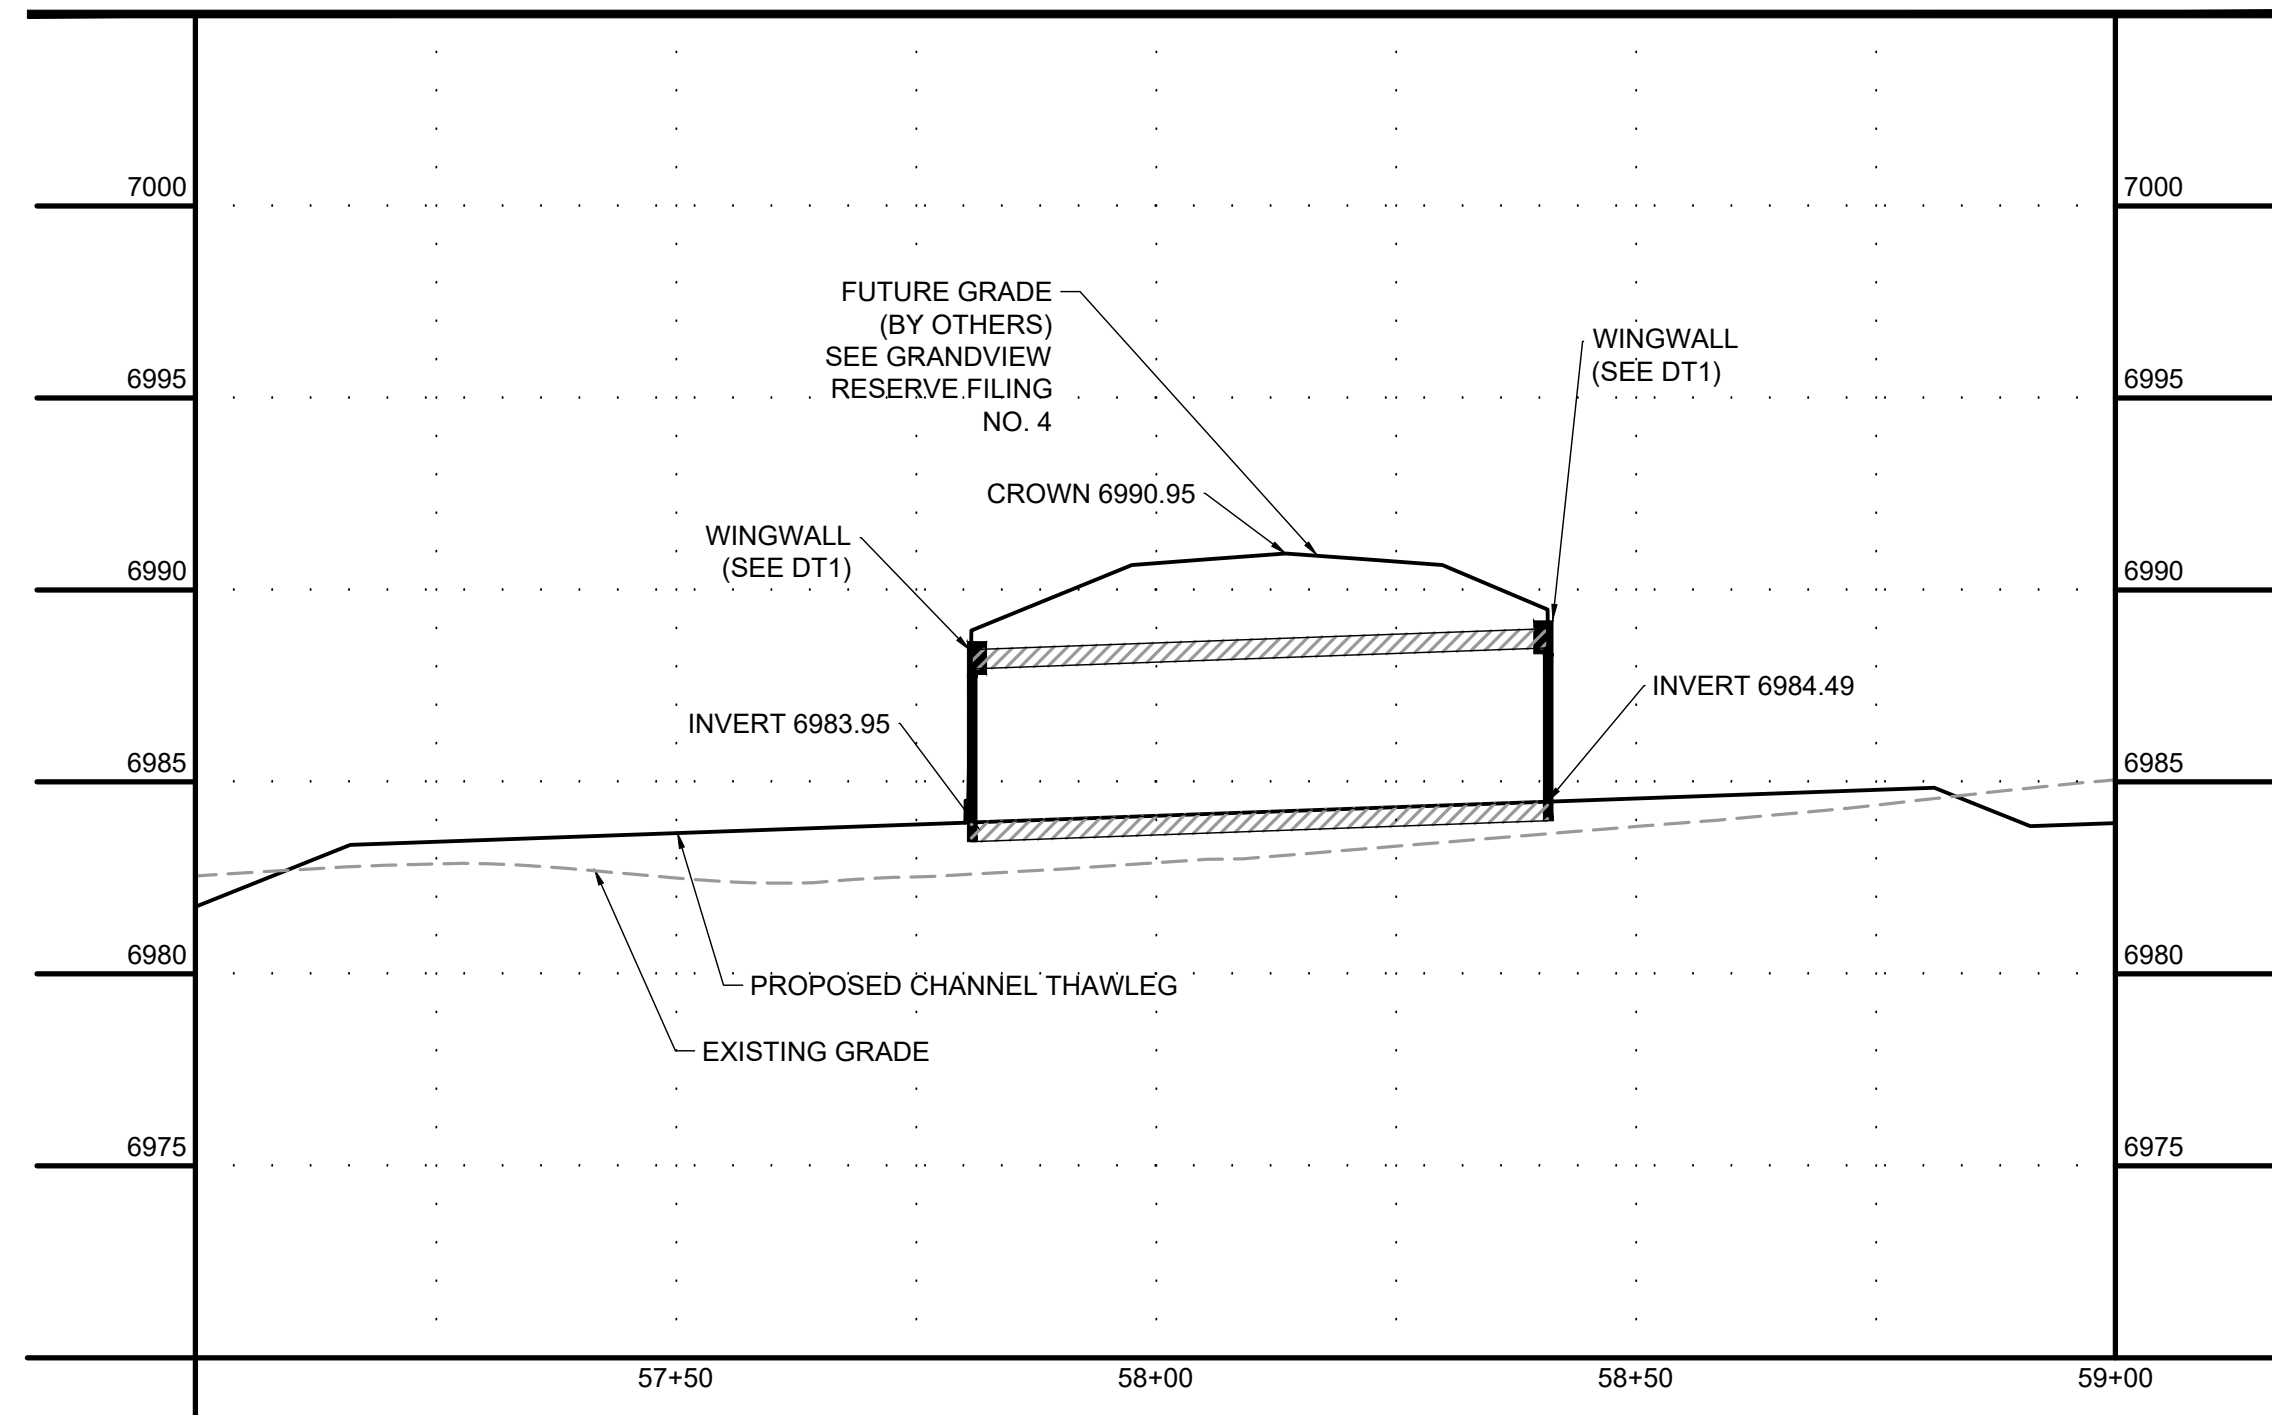 7000
7000
FUTURE GRADE
(BY OTHERS)
SEE GRANDVIEW
RESERVE FILING
NO. 4
WINGWALL
(SEE DT1)
6995
6995
CROWN 6990.95
WINGWALL
(SEE DT1)
6990
6990
INVERT 6984.49
INVERT 6983.95
6985
6985
6980
6980
PROPOSED CHANNEL THAWLEG
EXISTING GRADE
6975
6975
57+50
58+00
58+50
59+00